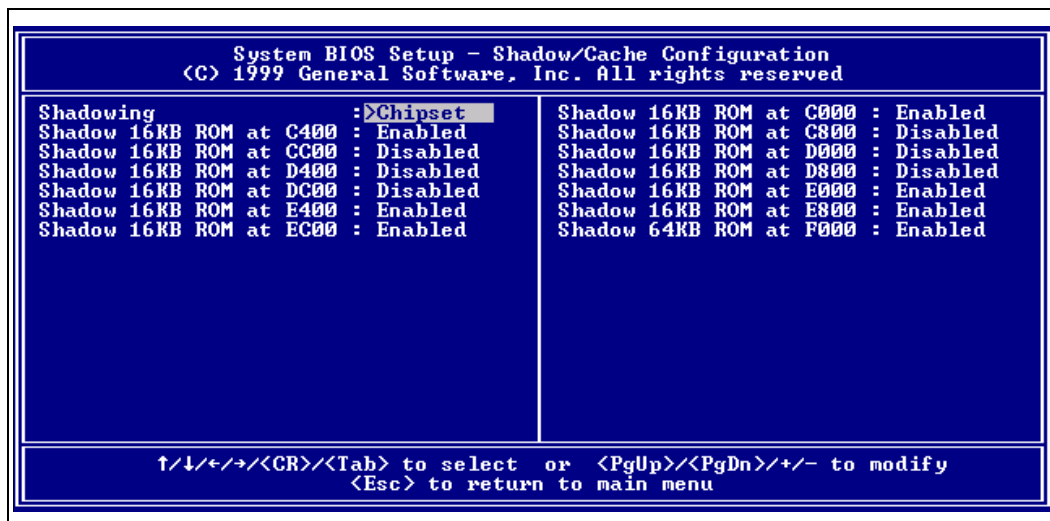 System BIOS Setup - Shadow/Cache Configuration
(C) 1999 General Software, Inc. All rights reserved
Shadowing :>Chipset
Shadow 16KB ROM at C400 : Enabled
Shadow 16KB ROM at CC00 : Disabled
Shadow 16KB ROM at D400 : Disabled
Shadow 16KB ROM at DC00 : Disabled
Shadow 16KB ROM at E400 : Enabled
Shadow 16KB ROM at EC00 : Enabled
Shadow 16KB ROM at C000 : Enabled
Shadow 16KB ROM at C800 : Disabled
Shadow 16KB ROM at D000 : Disabled
Shadow 16KB ROM at D800 : Disabled
Shadow 16KB ROM at E000 : Enabled
Shadow 16KB ROM at E800 : Enabled
Shadow 64KB ROM at F000 : Enabled
↑/↓/←/→/<CR>/<Tab> to select or <PgUp>/<PgDn>/+/- to modify
<Esc> to return to main menu